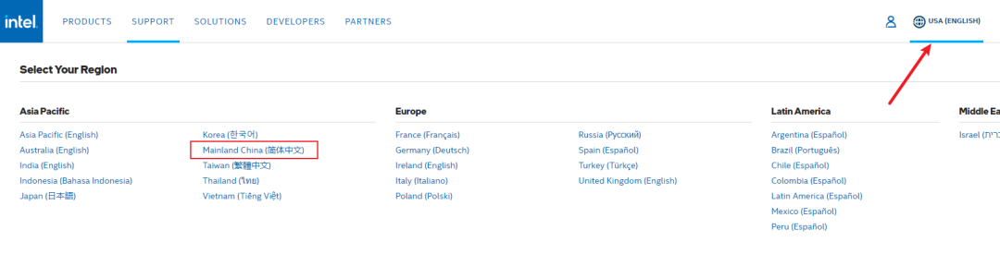 intel PRODUCTS SUPPORT SOLUTIONS DEVELOPERS PARTNERS USA (ENGLISH)
Select Your Region
Asia Pacific
Asia Pacific (English)
Australia (English)
India (English)
Indonesia (Bahasa Indonesia)
Japan (日本語)
Korea (한국어)
Mainland China (简体中文)
Taiwan (繁體中文)
Thailand (ไทย)
Vietnam (Tiếng Việt)
Europe
France (Français)
Germany (Deutsch)
Ireland (English)
Italy (Italiano)
Poland (Polski)
Russia (Русский)
Spain (Español)
Turkey (Türkçe)
United Kingdom (English)
Latin America
Argentina (Español)
Brazil (Português)
Chile (Español)
Colombia (Español)
Latin America (Español)
Mexico (Español)
Peru (Español)
Middle Ea
Israel